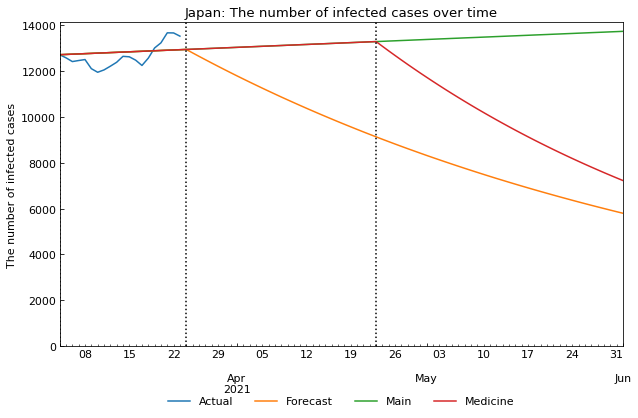 Japan: The number of infected cases over time
The number of infected cases
14000
12000
10000
8000
6000
4000
2000
0
08 15 22 29 05 12 19 26 03 10 17 24 31
Apr May Jun
2021
Actual Forecast Main Medicine